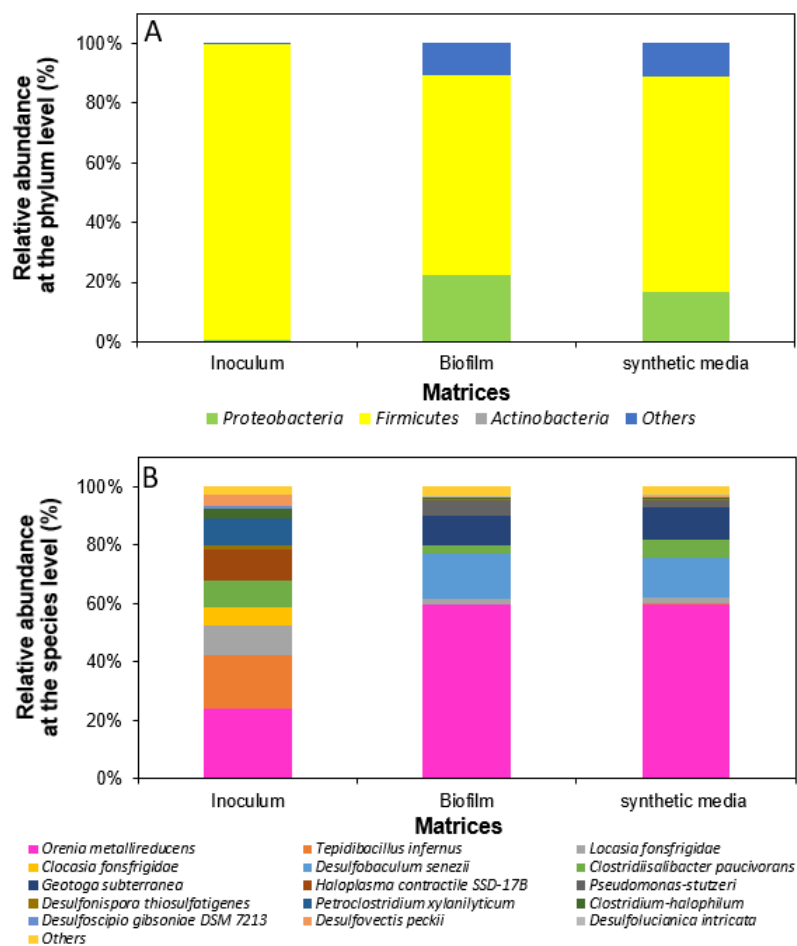 A
100%
80%
60%
40%
20%
0%
Relative abundance
at the phylum level (%)
Inoculum Biofilm synthetic media
Matrices
Proteobacteria Firmicutes Actinobacteria Others
B
100%
80%
60%
40%
20%
0%
Relative abundance
at the species level (%)
Inoculum Biofilm synthetic media
Matrices
Orenia metallireducens Tepidibacillus infernus Locasia fonsfrigidae
Clocasia fonsfrigidae Desulfobaculum senezii Clostridiisalibacter paucivorans
Geotoga subterranea Haloplasma contractile SSD-17B Pseudomonas-stutzeri
Desulfonispora thiosulfatigenes Petroclostridium xylanilyticum Clostridium-halophilum
Desulfoscipio gibsoniae DSM 7213 Desulfovectis peckii Desulfolucianica intricata
Others